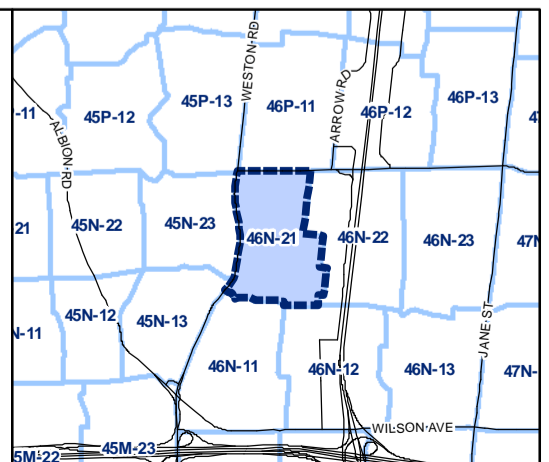 WESTON RD
ARROW RD
-11
45P-12
45P-13
46P-11
46P-12
46P-13
47
ALBION RD
21
45N-22
45N-23
46N-21
46N-22
46N-23
47N
N-11
45N-12
45N-13
46N-11
46N-12
46N-13
47N-
JANE ST
WILSON AVE
5M-22
45M-23